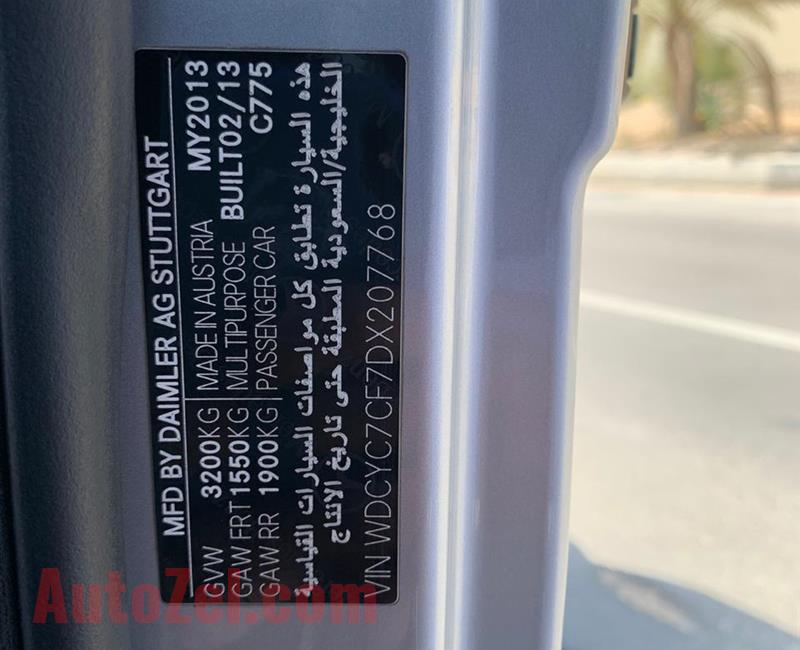 MFD BY DAIMLER AG STUTTGART
GVW 3200KG MADE IN AUSTRIA MY2013
GAW FRT 1550KG MULTIPURPOSE BUILT02/13
GAW RR 1900KG PASSENGER CAR C775
هذه السيارة تطابق كل مواصفات السيارات القياسية
الخليجية/السعودية المطبقة حتى تاريخ الانتاج
VIN WDCYC7CF7DX207768
AutoZel.com